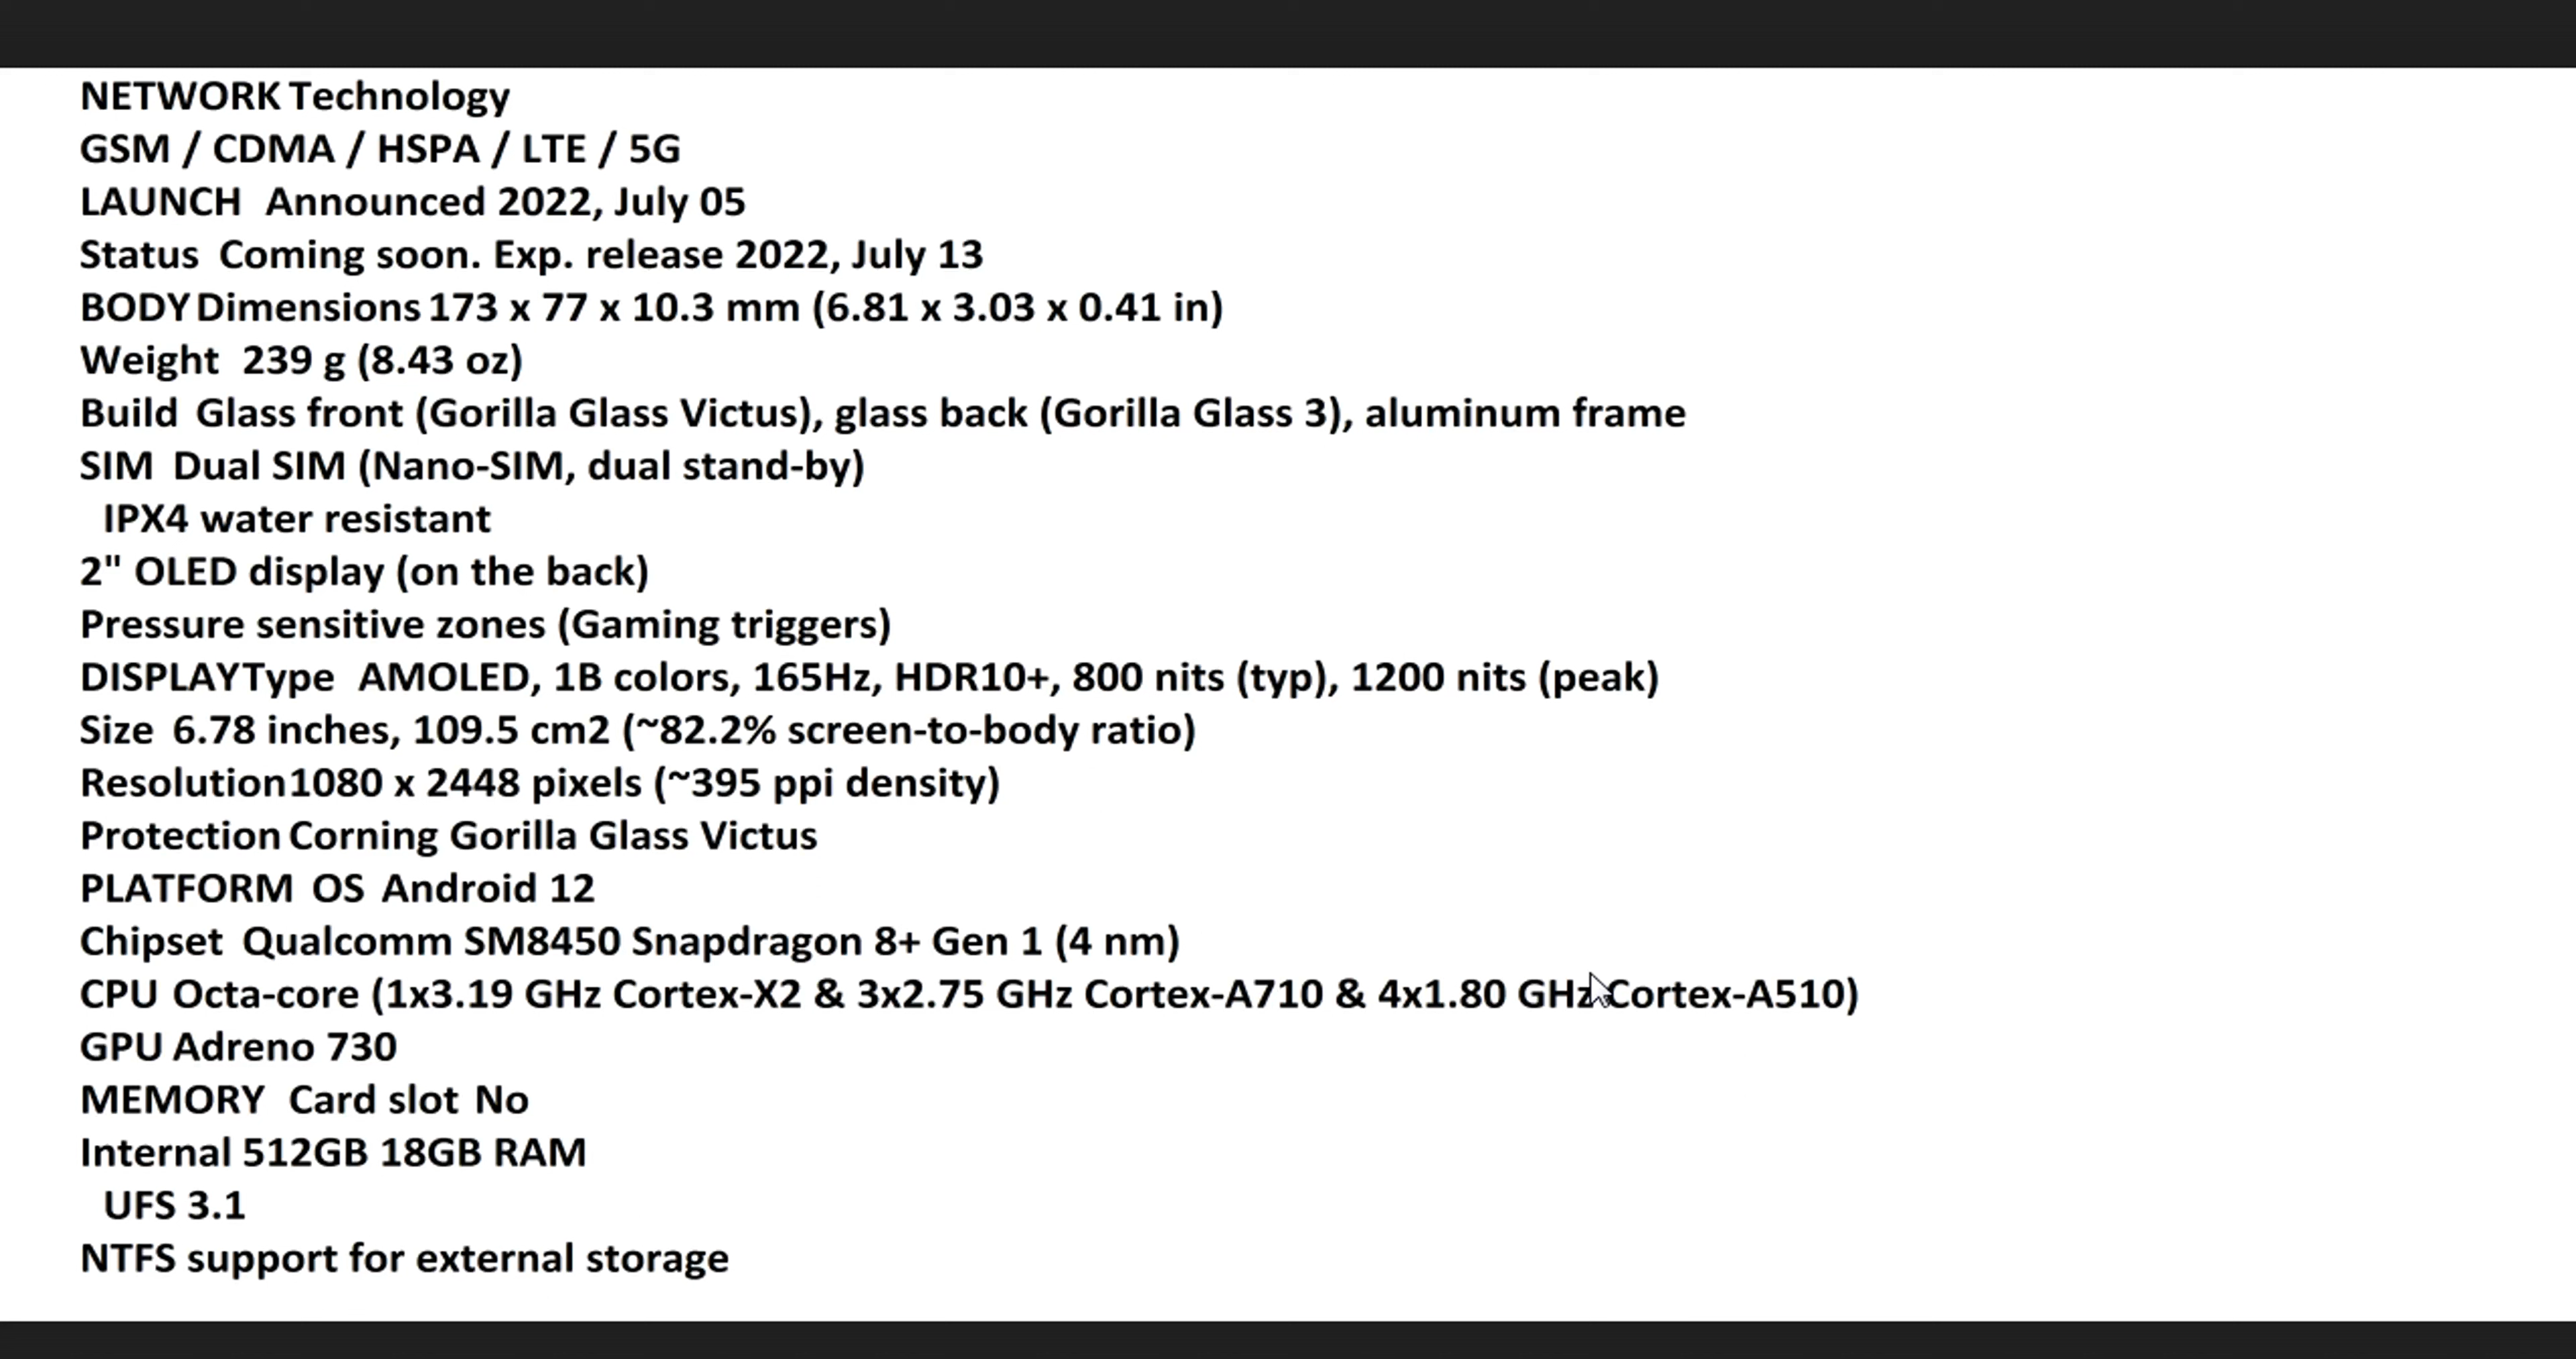 NETWORK Technology
GSM / CDMA / HSPA / LTE / 5G
LAUNCH Announced 2022, July 05
Status Coming soon. Exp. release 2022, July 13
BODY Dimensions 173 x 77 x 10.3 mm (6.81 x 3.03 x 0.41 in)
Weight 239 g (8.43 oz)
Build Glass front (Gorilla Glass Victus), glass back (Gorilla Glass 3), aluminum frame
SIM Dual SIM (Nano-SIM, dual stand-by)
IPX4 water resistant
2" OLED display (on the back)
Pressure sensitive zones (Gaming triggers)
DISPLAY Type AMOLED, 1B colors, 165Hz, HDR10+, 800 nits (typ), 1200 nits (peak)
Size 6.78 inches, 109.5 cm2 (~82.2% screen-to-body ratio)
Resolution 1080 x 2448 pixels (~395 ppi density)
Protection Corning Gorilla Glass Victus
PLATFORM OS Android 12
Chipset Qualcomm SM8450 Snapdragon 8+ Gen 1 (4 nm)
CPU Octa-core (1x3.19 GHz Cortex-X2 & 3x2.75 GHz Cortex-A710 & 4x1.80 GHz Cortex-A510)
GPU Adreno 730
MEMORY Card slot No
Internal 512GB 18GB RAM
UFS 3.1
NTFS support for external storage